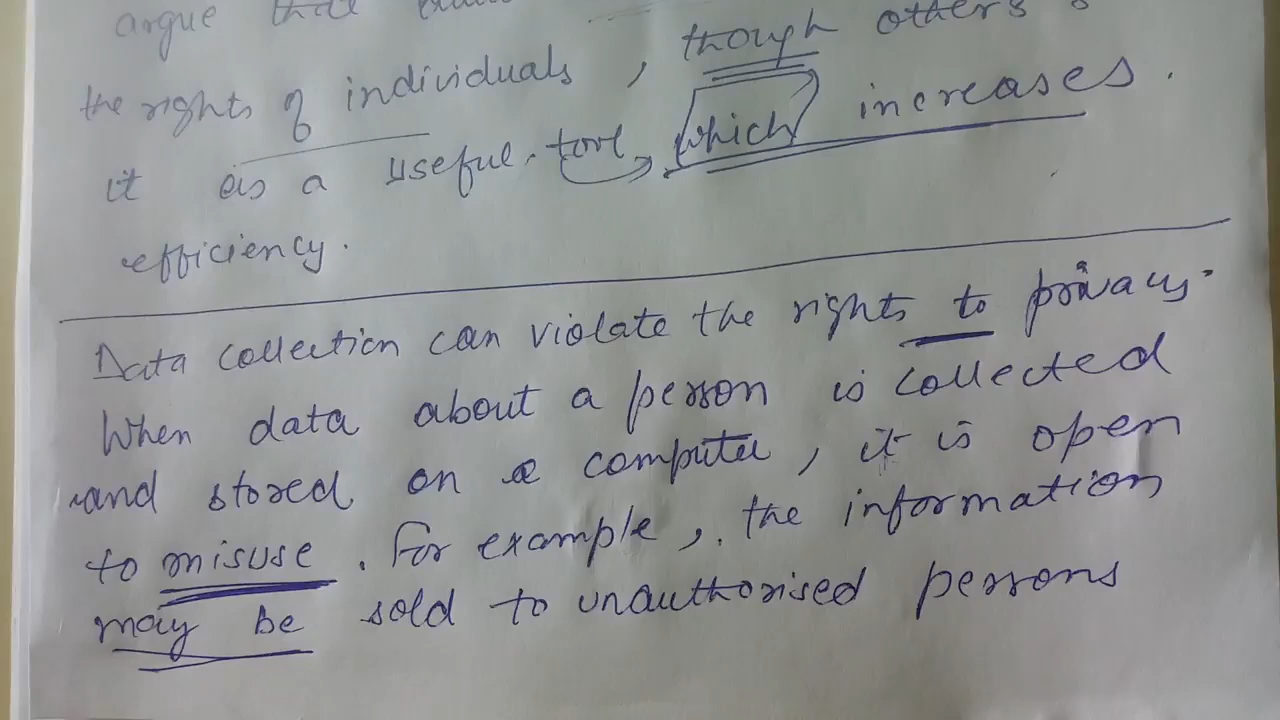 argue that
the rights of individuals, though others
it as a useful tool, which increases.
efficiency.
Data collection can violate the rights to privacy.
When data about a person is collected
and stored on a computer, it is open
to misuse. For example, the information
may be sold to unauthorised persons